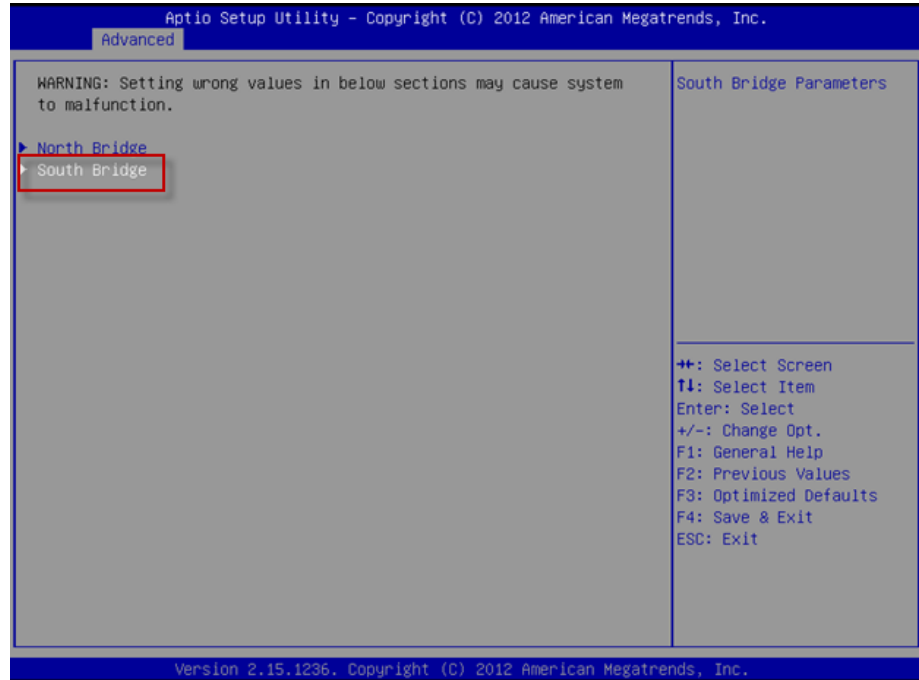 Aptio Setup Utility – Copyright (C) 2012 American Megatrends, Inc.
Advanced
WARNING: Setting wrong values in below sections may cause system
to malfunction.
North Bridge
South Bridge
South Bridge Parameters
→←: Select Screen
↑↓: Select Item
Enter: Select
+/-: Change Opt.
F1: General Help
F2: Previous Values
F3: Optimized Defaults
F4: Save & Exit
ESC: Exit
Version 2.15.1236. Copyright (C) 2012 American Megatrends, Inc.